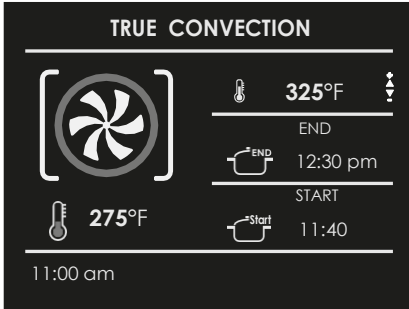 TRUE CONVECTION
325°F
END
END 12:30 pm
START
Start 11:40
275°F
11:00 am